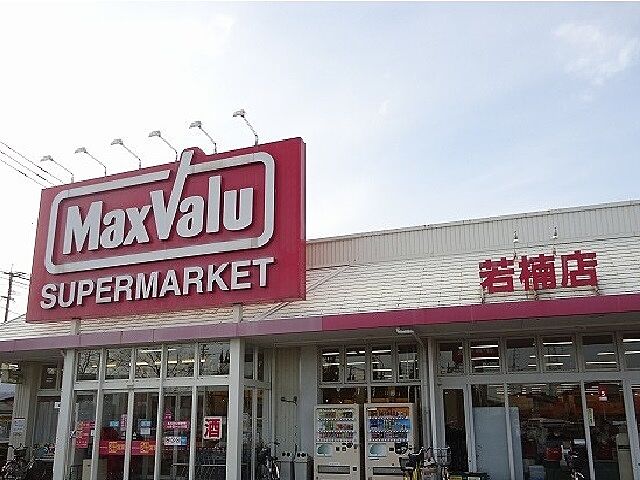 MaxValu
SUPERMARKET
若楠店
酒